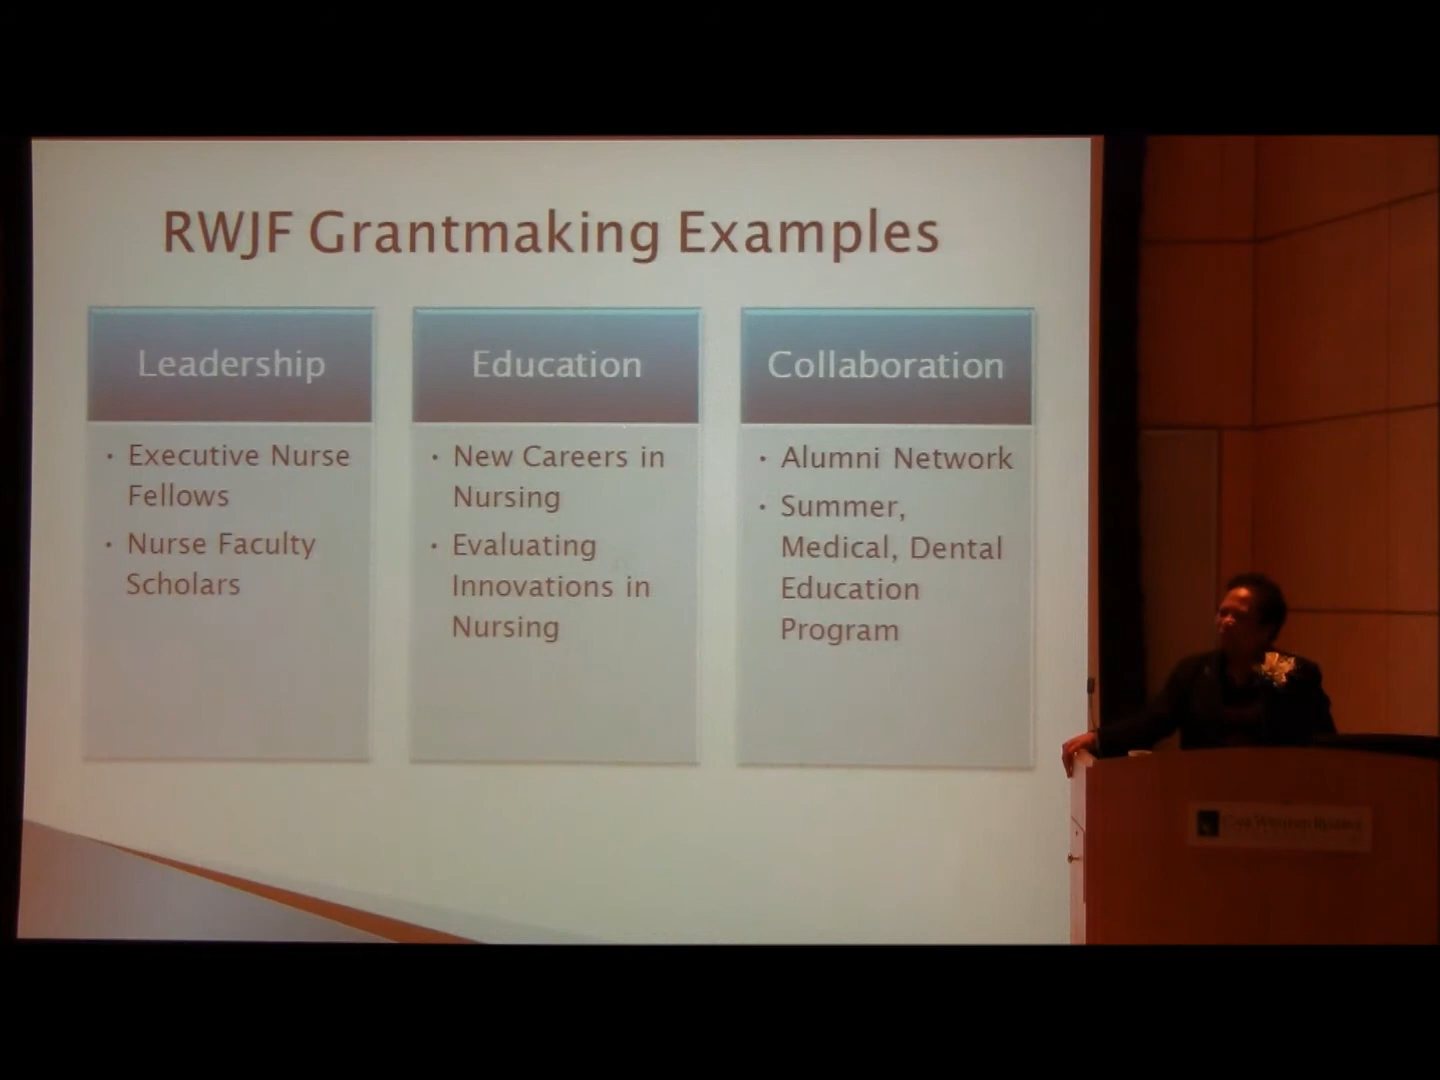 RWJF Grantmaking Examples
Leadership
• Executive Nurse
Fellows
• Nurse Faculty
Scholars
Education
• New Careers in
Nursing
• Evaluating
Innovations in
Nursing
Collaboration
• Alumni Network
• Summer,
Medical, Dental
Education
Program